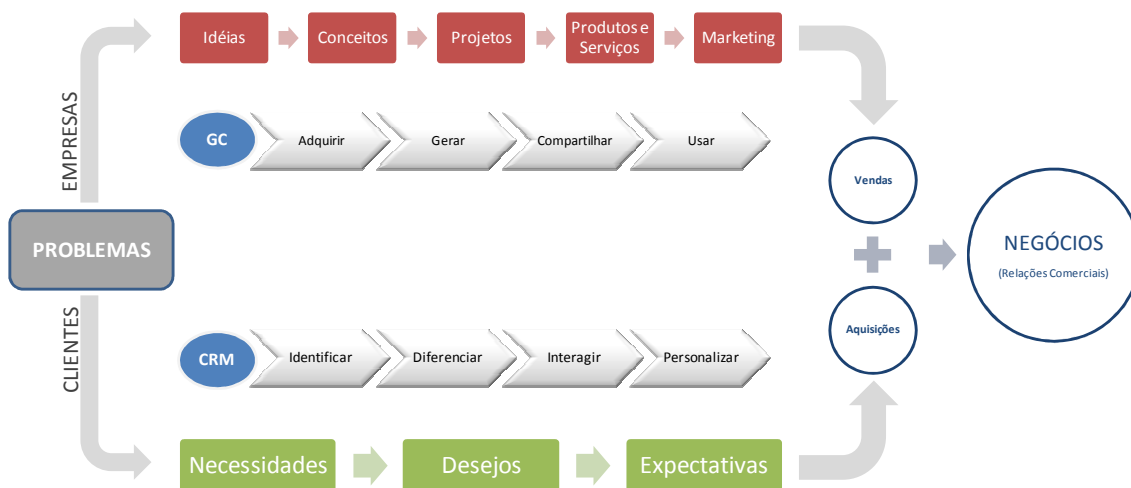 EMPRESAS
Idéias
Conceitos
Projetos
Produtos e
Serviços
Marketing
GC
Adquirir
Gerar
Compartilhar
Usar
Vendas
PROBLEMAS
NEGÓCIOS
(Relações Comerciais)
Aquisições
CLIENTES
CRM
Identificar
Diferenciar
Interagir
Personalizar
Necessidades
Desejos
Expectativas